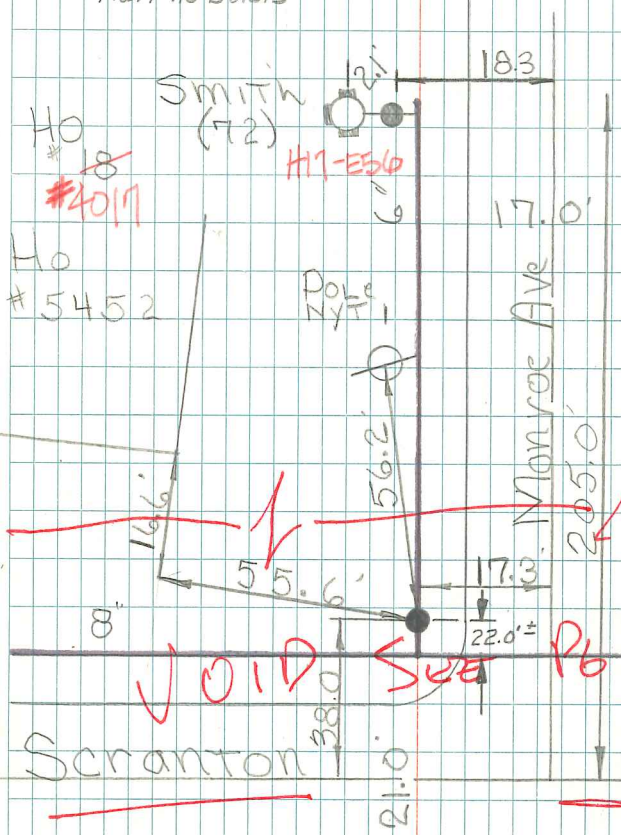 2.1'
18.3
Smith
(72)
HO
#
18
#4017
H17-E56
6"
17.0'
Ho
#5452
Pole
NYT 1
Monroe Ave
56.2'
205.0'
16.6'
55.6'
17.3
8"
22.0'±
VOID SEE P6
38.0
Scranton
21.0'